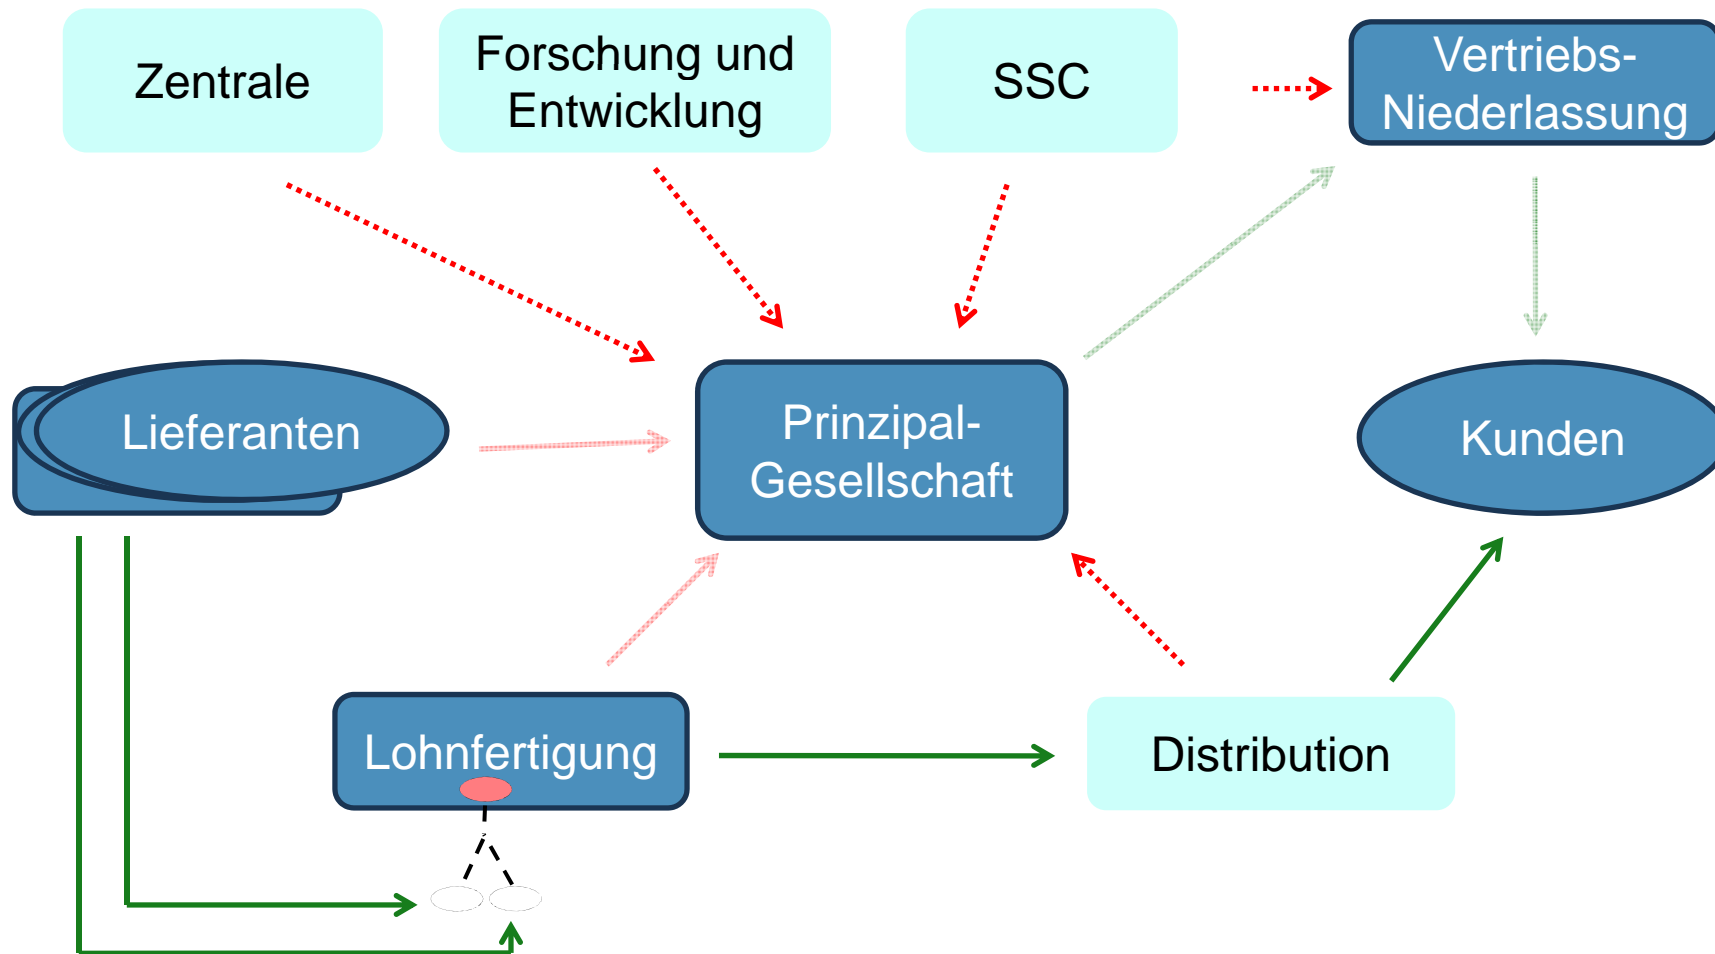 Zentrale
Forschung und
Entwicklung
SSC
Vertriebs-
Niederlassung
Lieferanten
Prinzipal-
Gesellschaft
Kunden
Lohnfertigung
Distribution